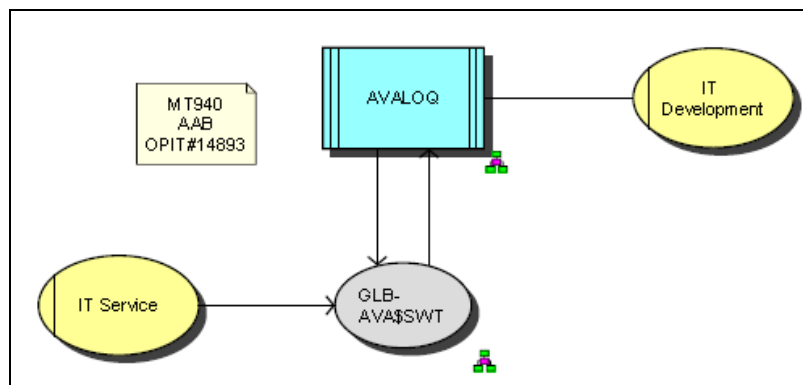 AVALOQ
IT
Development
MT940
AAB
OPIT#14893
IT Service
GLB-
AVA$SWT